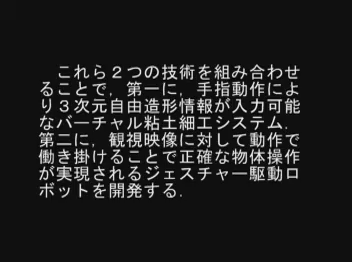 これら２つの技術を組み合わせ
ることで，第一に，手指動作によ
り３次元自由造形情報が入力可能
なバーチャル粘土細工システム．
第二に，観視映像に対して動作で
働き掛けることで正確な物体操作
が実現されるジェスチャー駆動ロ
ボットを開発する．